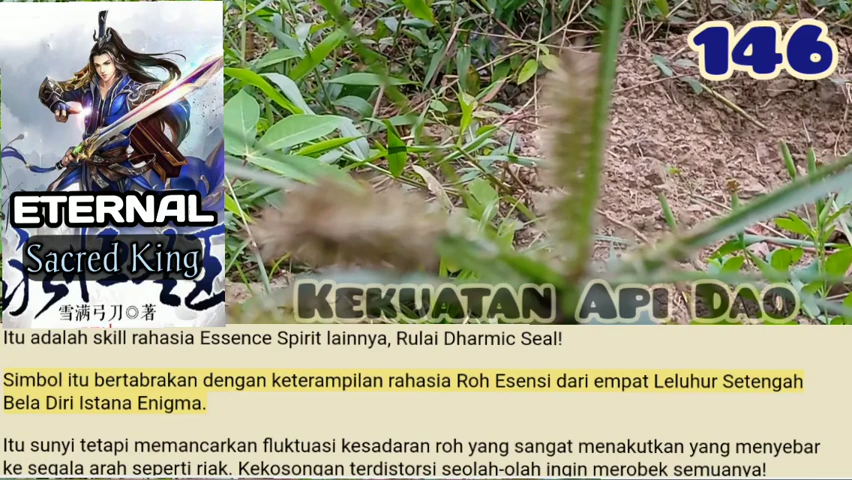 146
ETERNAL
Sacred King
雪满弓刀◎著
Kekuatan Api Dao
Itu adalah skill rahasia Essence Spirit lainnya, Rulai Dharmic Seal!
Simbol itu bertabrakan dengan keterampilan rahasia Roh Esensi dari empat Leluhur Setengah
Bela Diri Istana Enigma.
Itu sunyi tetapi memancarkan fluktuasi kesadaran roh yang sangat menakutkan yang menyebar
ke segala arah seperti riak. Kekosongan terdistorsi seolah-olah ingin merobek semuanya!